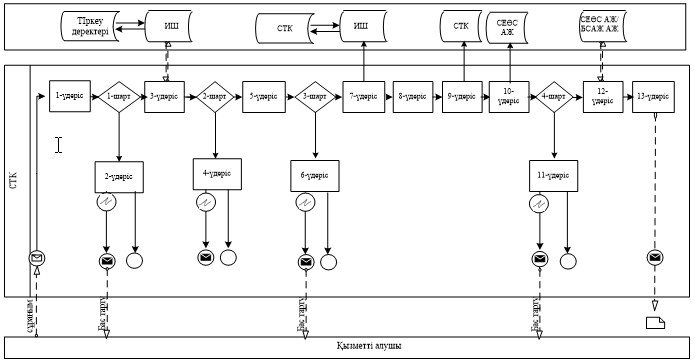 Тіркеу
деректері
ИШ
СТК
ИШ
СТК
СЕӨС
АЖ
СЕӨС АЖ/
БСАЖ АЖ
СТК
1-үдеріс
1-шарт
3-үдеріс
2-шарт
5-үдеріс
3-шарт
7-үдеріс
8-үдеріс
9-үдеріс
10-
үдеріс
4-шарт
12-
үдеріс
13-үдеріс
2-үдеріс
4-үдеріс
6-үдеріс
11-үдеріс
сұраным
Бас тарту
Бас тарту
Бас тарту
Қызметті алушы